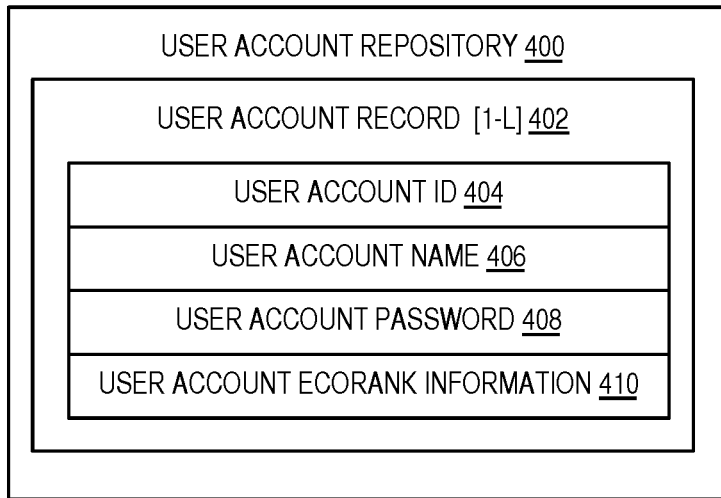 USER ACCOUNT REPOSITORY 400
USER ACCOUNT RECORD [1-L] 402
USER ACCOUNT ID 404
USER ACCOUNT NAME 406
USER ACCOUNT PASSWORD 408
USER ACCOUNT ECORANK INFORMATION 410